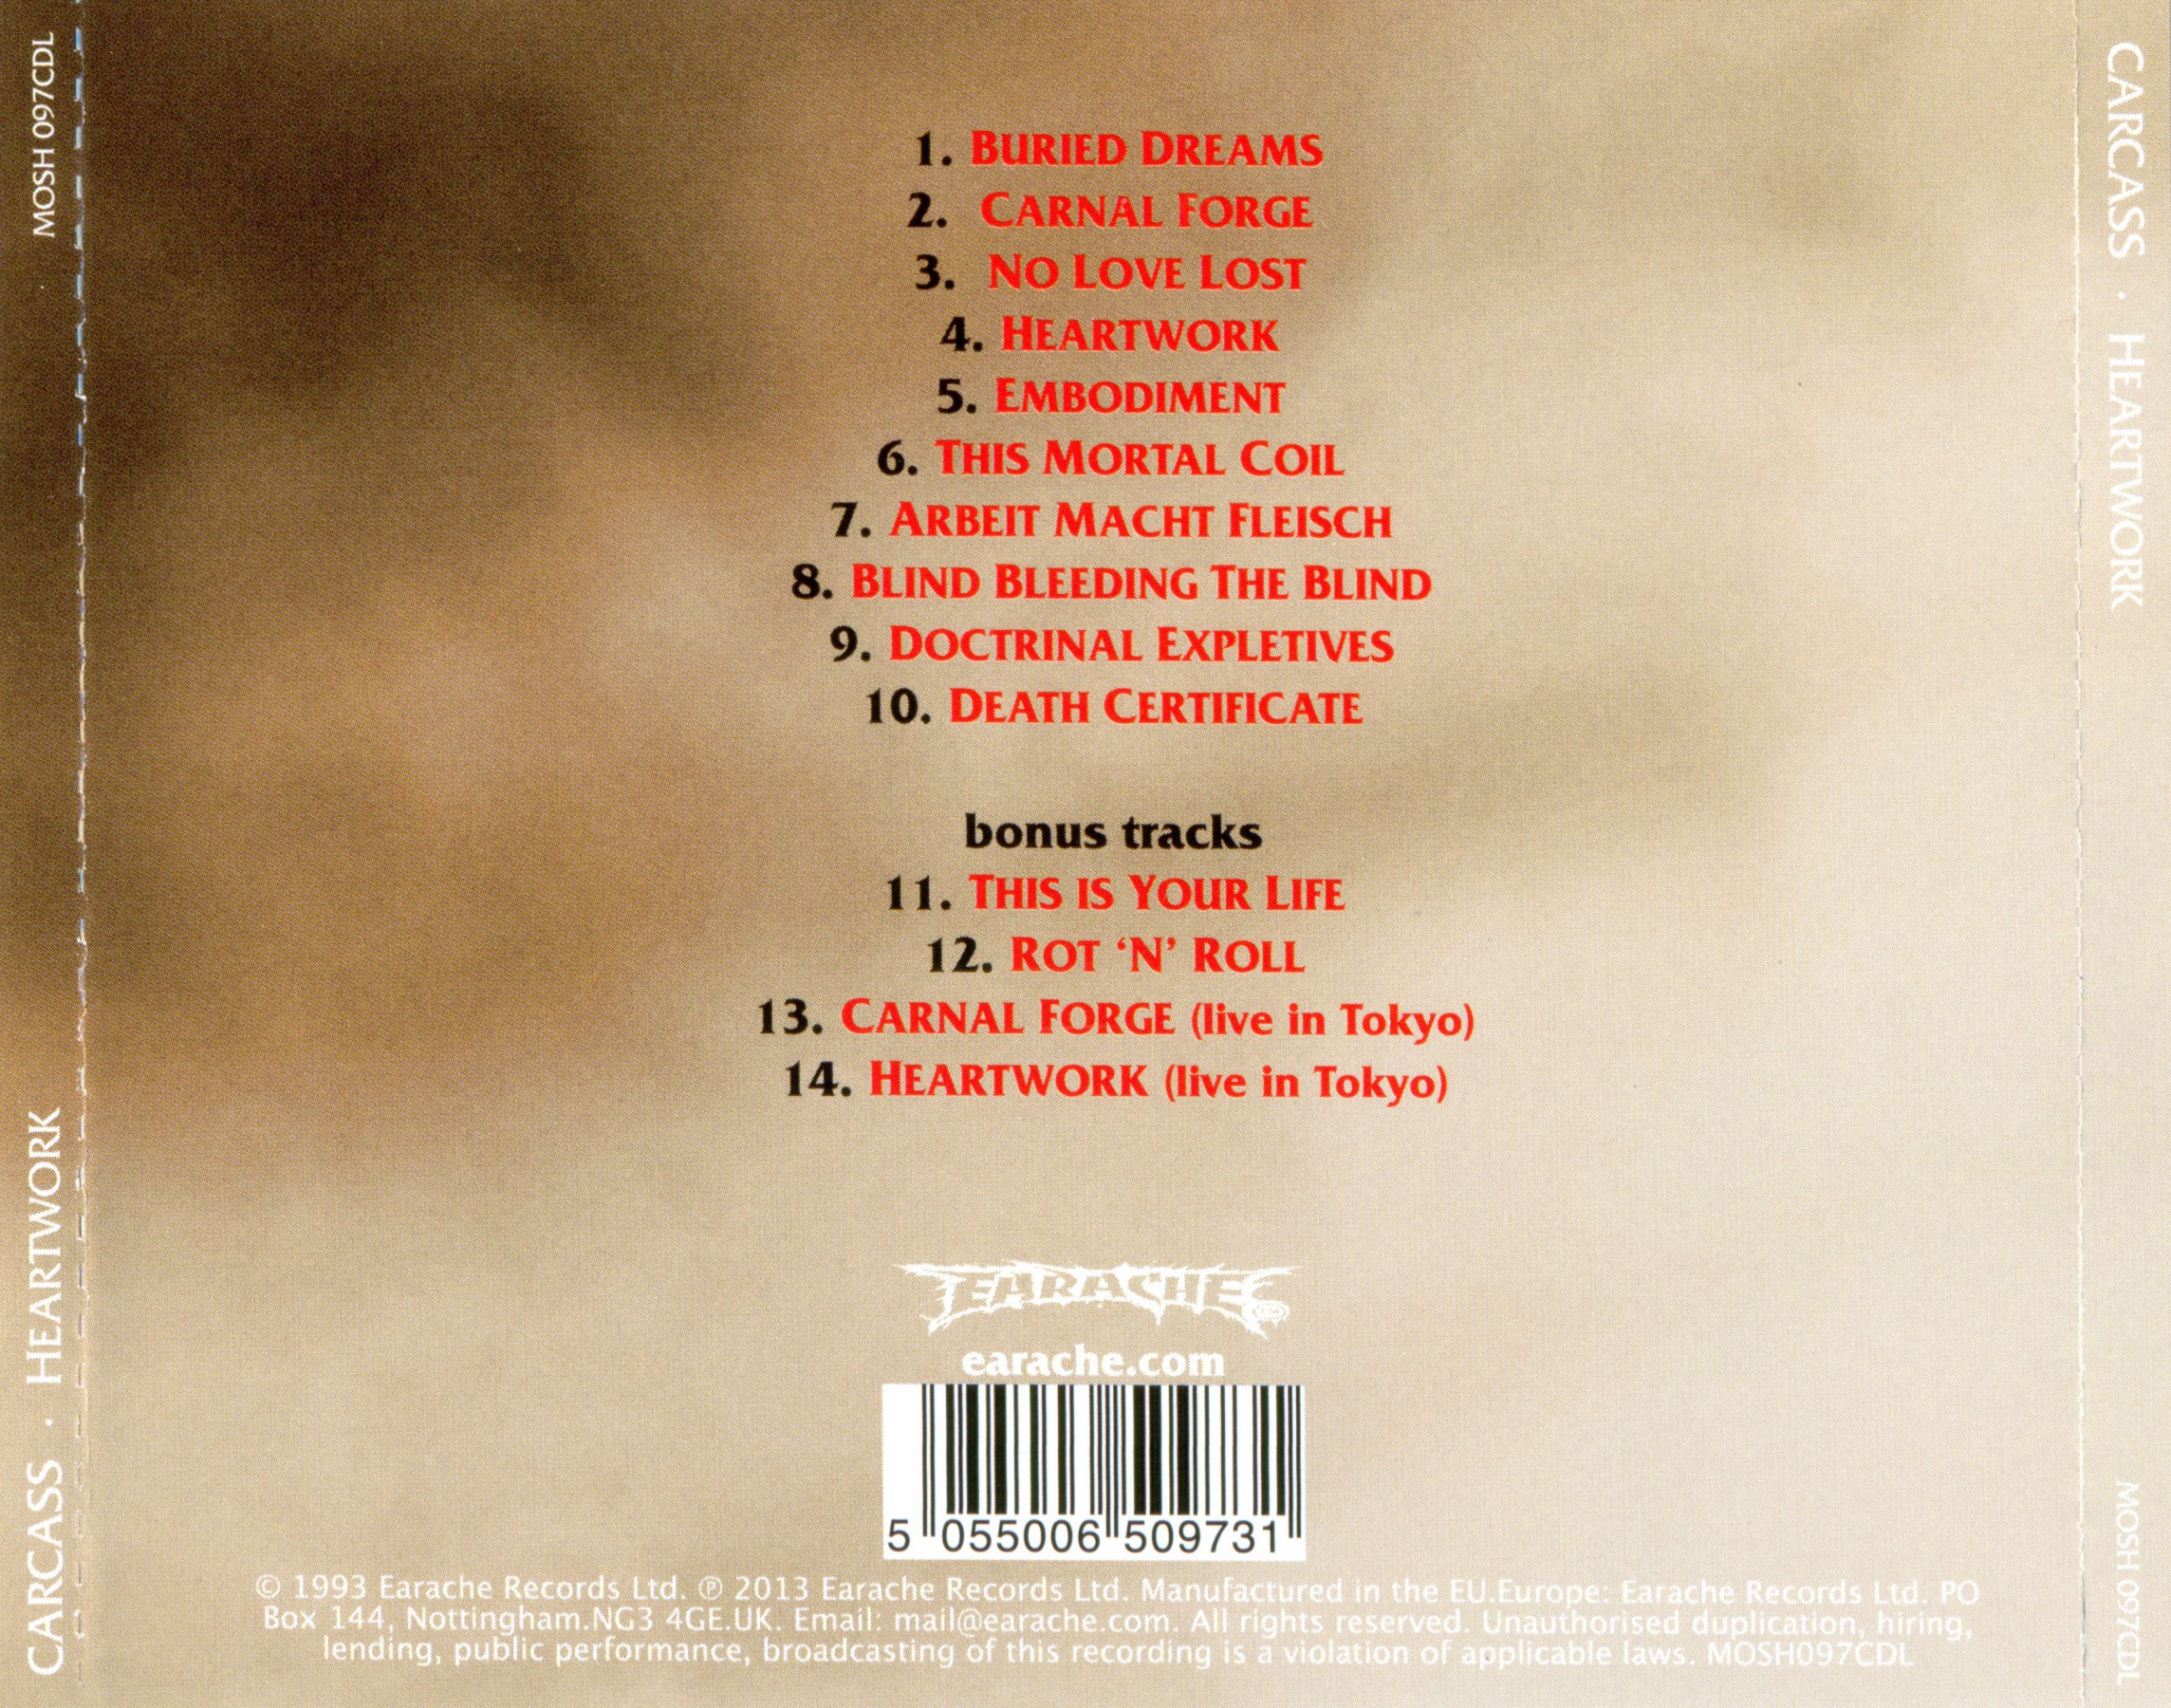 MOSH 097CDL
CARCASS · HEARTWORK
1. BURIED DREAMS
2. CARNAL FORGE
3. NO LOVE LOST
4. HEARTWORK
5. EMBODIMENT
6. THIS MORTAL COIL
7. ARBEIT MACHT FLEISCH
8. BLIND BLEEDING THE BLIND
9. DOCTRINAL EXPLETIVES
10. DEATH CERTIFICATE
bonus tracks
11. THIS IS YOUR LIFE
12. ROT ‘N’ ROLL
13. CARNAL FORGE (live in Tokyo)
14. HEARTWORK (live in Tokyo)
EARACHE TM
earache.com
5 055006 509731
© 1993 Earache Records Ltd. ℗ 2013 Earache Records Ltd. Manufactured in the EU.Europe: Earache Records Ltd. PO
Box 144, Nottingham.NG3 4GE.UK. Email: mail@earache.com. All rights reserved. Unauthorised duplication, hiring,
lending, public performance, broadcasting of this recording is a violation of applicable laws. MOSH097CDL
CARCASS · HEARTWORK
MOSH 097CDL